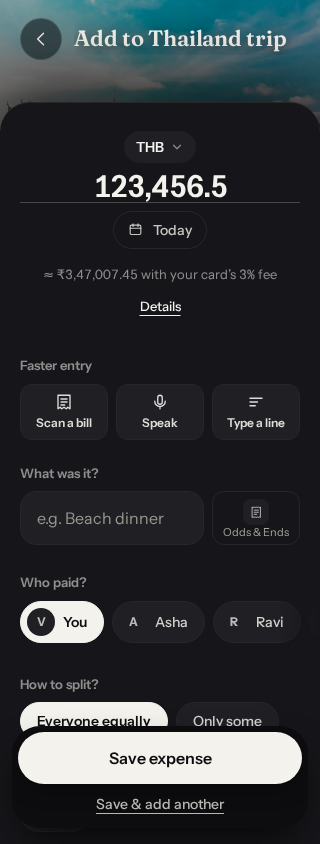 Add to Thailand trip
THB
123,456.5
Today
≈ ₹3,47,007.45 with your card's 3% fee
Details
Faster entry
Scan a bill
Speak
Type a line
What was it?
e.g. Beach dinner
Odds & Ends
Who paid?
V You
A Asha
R Ravi
How to split?
Everyone equally
Only some
Save expense
Save & add another